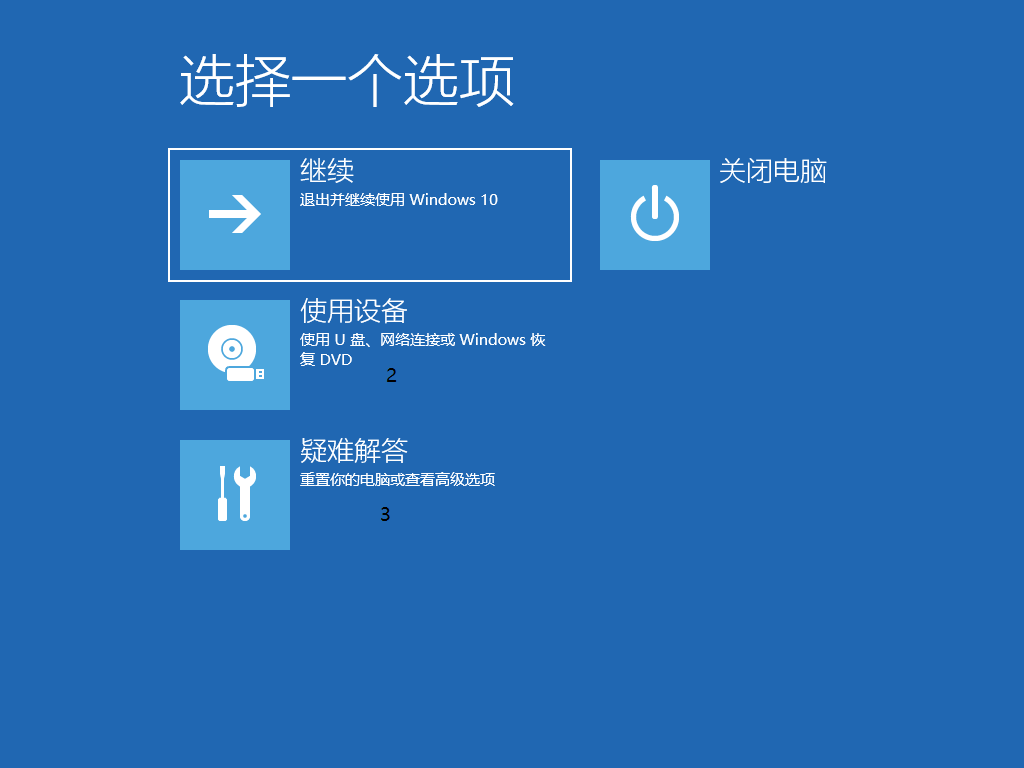 选择一个选项
继续
退出并继续使用 Windows 10
关闭电脑
使用设备
使用 U 盘、网络连接或 Windows 恢
复 DVD
2
疑难解答
重置你的电脑或查看高级选项
3